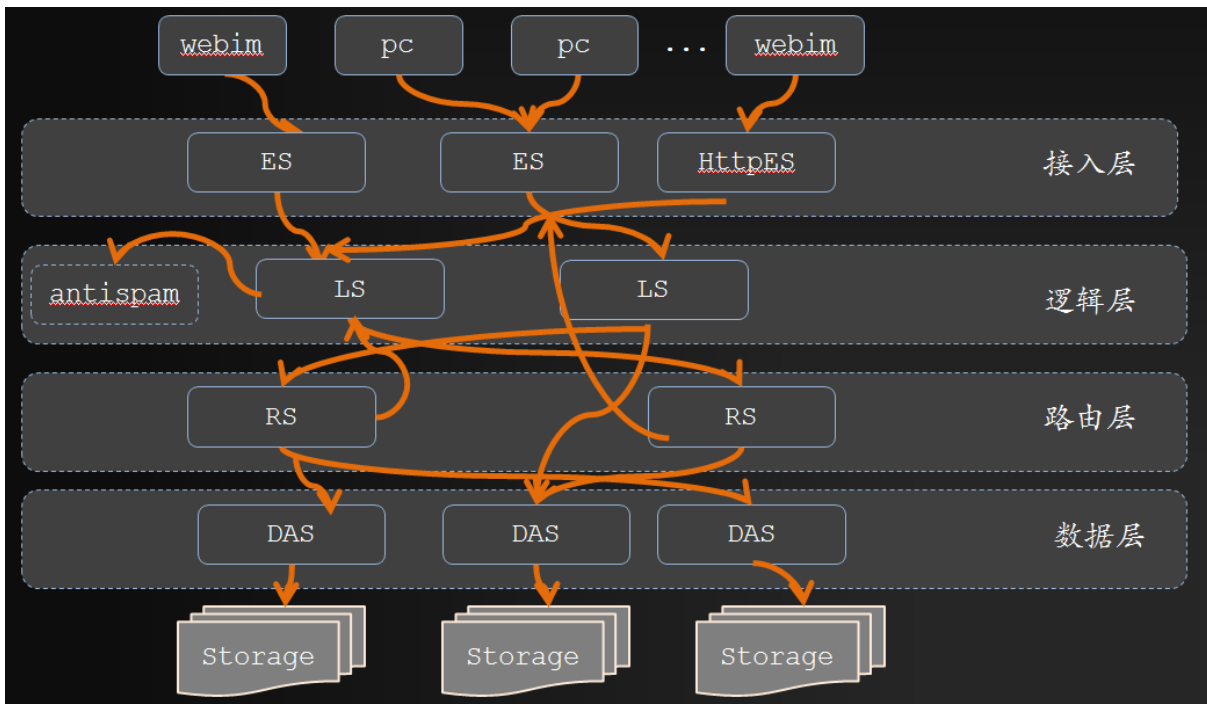 webim pc pc ... webim
ES ES HttpES 接入层
antispam LS LS 逻辑层
RS RS 路由层
DAS DAS DAS 数据层
Storage Storage Storage